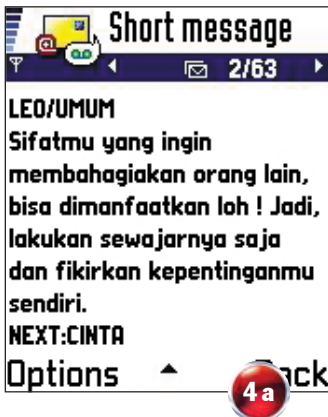 Short message
2/63
LEO/UMUM
Sifatmu yang ingin
membahagiakan orang lain,
bisa dimanfaatkan loh ! Jadi,
lakukan sewajarnya saja
dan fikirkan kepentinganmu
sendiri.
NEXT:CINTA
Options
4a